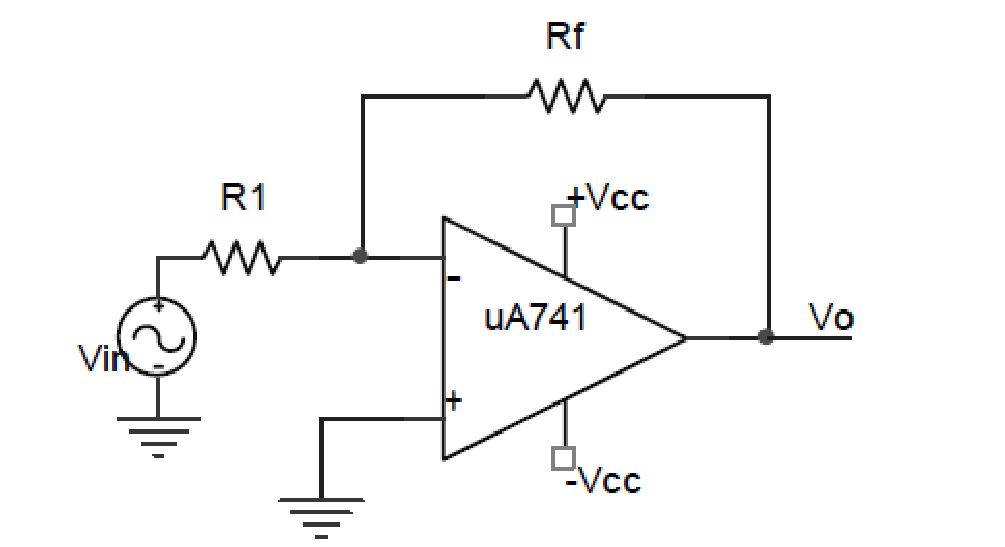 Rf
R1
+Vcc
-
uA741
Vo
+
Vin
-
+
-Vcc